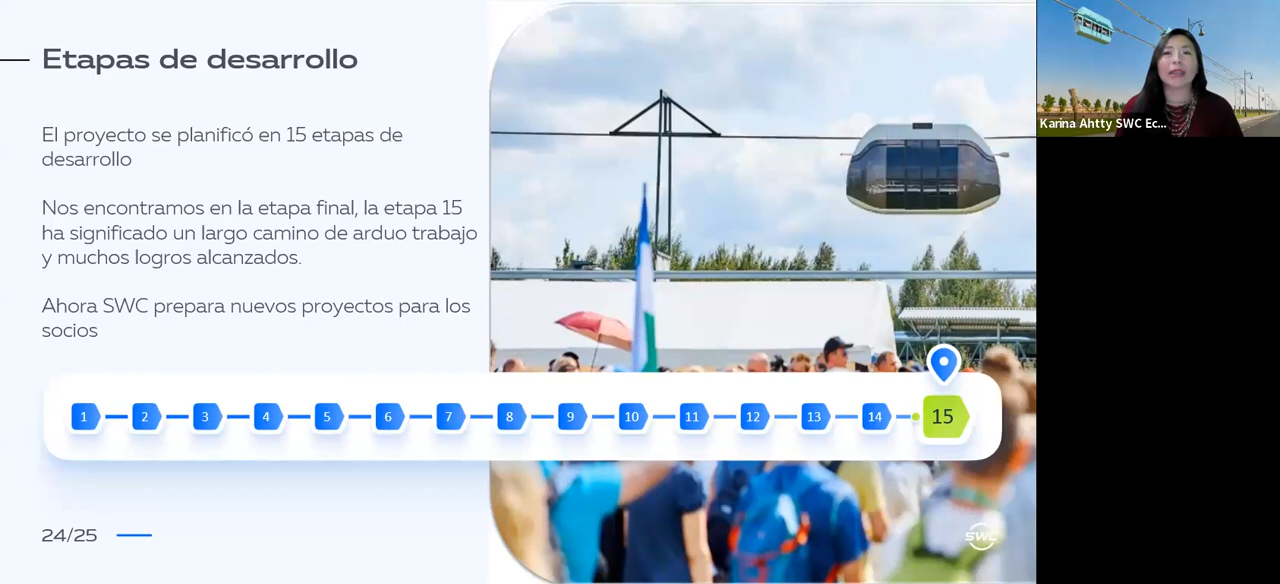 Etapas de desarrollo
El proyecto se planificó en 15 etapas de
desarrollo
Nos encontramos en la etapa final, la etapa 15
ha significado un largo camino de arduo trabajo
y muchos logros alcanzados.
Ahora SWC prepara nuevos proyectos para los
socios
1 2 3 4 5 6 7 8 9 10 11 12 13 14 15
24/25
SWC
Karina Ahtty SWC Ec...